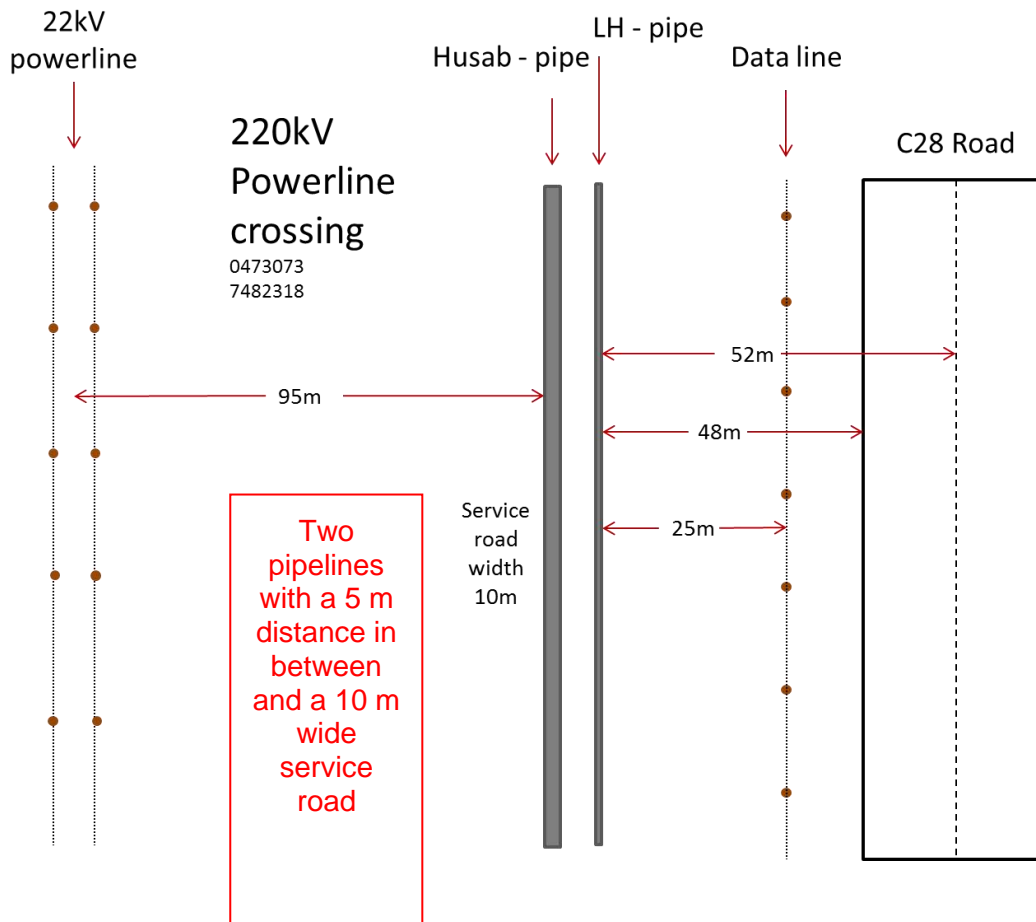 22kV
powerline
Husab - pipe
LH - pipe
Data line
C28 Road
220kV
Powerline
crossing
0473073
7482318
52m
95m
48m
25m
Service
road
width
10m
Two
pipelines
with a 5 m
distance in
between
and a 10 m
wide
service
road